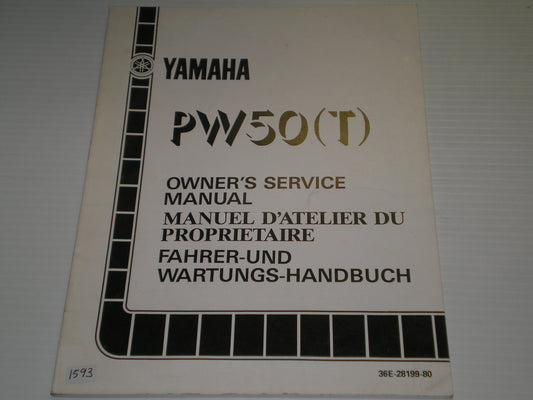 YAMAHA
PW50(T)
OWNER'S SERVICE
MANUAL
MANUEL D'ATELIER DU
PROPRIETAIRE
FAHRER-UND
WARTUNGS-HANDBUCH
1593
36E-28199-80